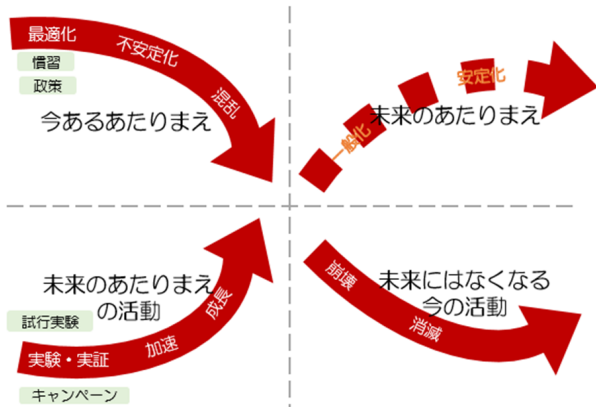 最適化
不安定化
混乱
慣習
政策
今あるあたりまえ
一般化
安定化
未来のあたりまえ
未来のあたりまえ
の活動
試行実験
実験・実証
加速
成長
キャンペーン
崩壊
消滅
未来にはなくなる
今の活動